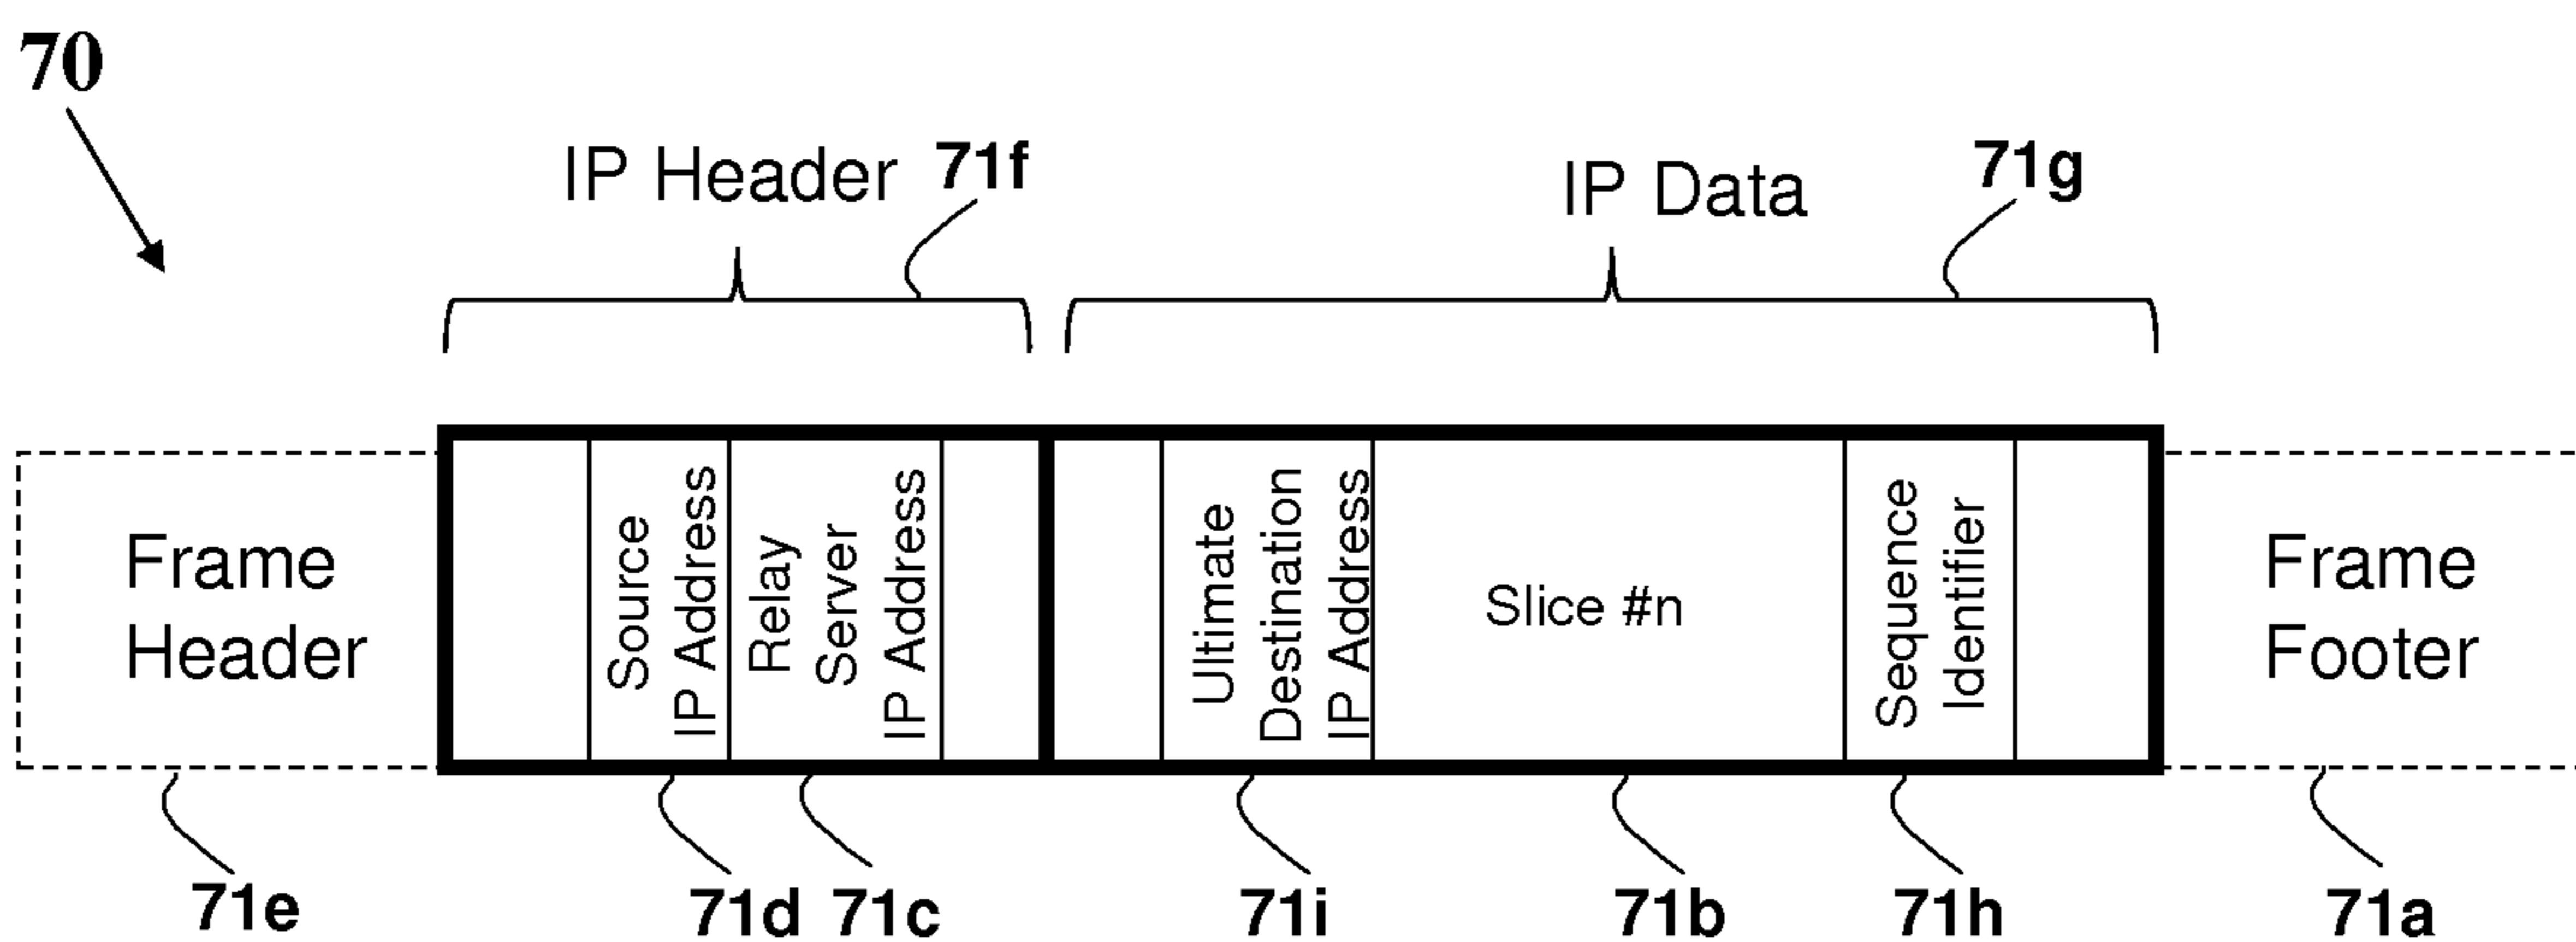 70
IP Header 71f
IP Data 71g
Frame
Header
Source
IP Address
Relay
Server
IP Address
Ultimate
Destination
IP Address
Slice #n
Sequence
Identifier
Frame
Footer
71e
71d
71c
71i
71b
71h
71a